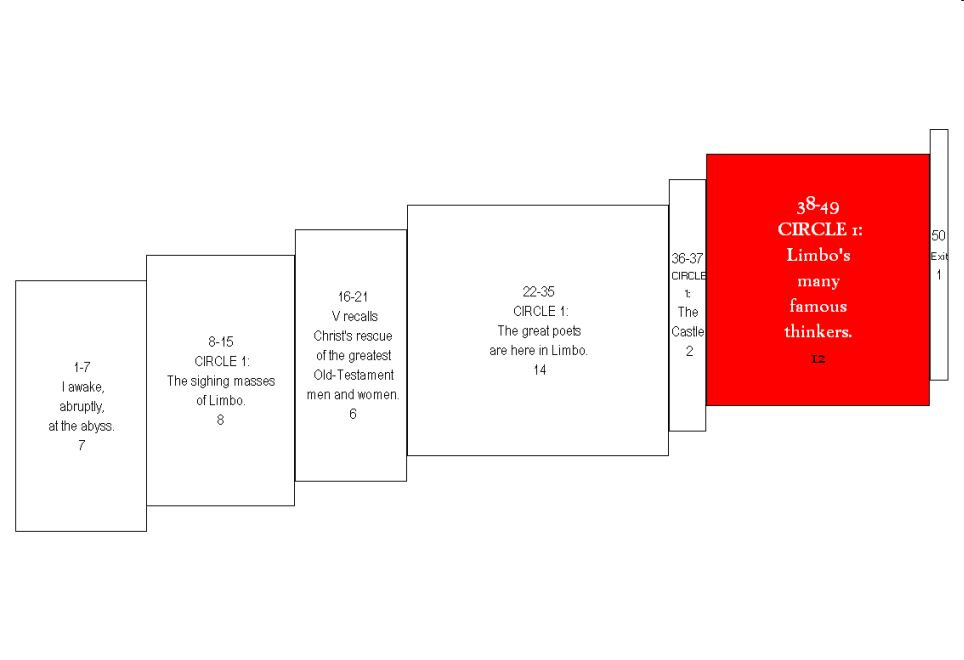 1-7
I awake,
abruptly,
at the abyss.
7
8-15
CIRCLE 1:
The sighing masses
of Limbo.
8
16-21
V recalls
Christ's rescue
of the greatest
Old-Testament
men and women.
6
22-35
CIRCLE 1:
The great poets
are here in Limbo.
14
36-37
CIRCLE
1:
The
Castle
2
38-49
CIRCLE 1:
Limbo's
many
famous
thinkers.
12
50
Exit
1